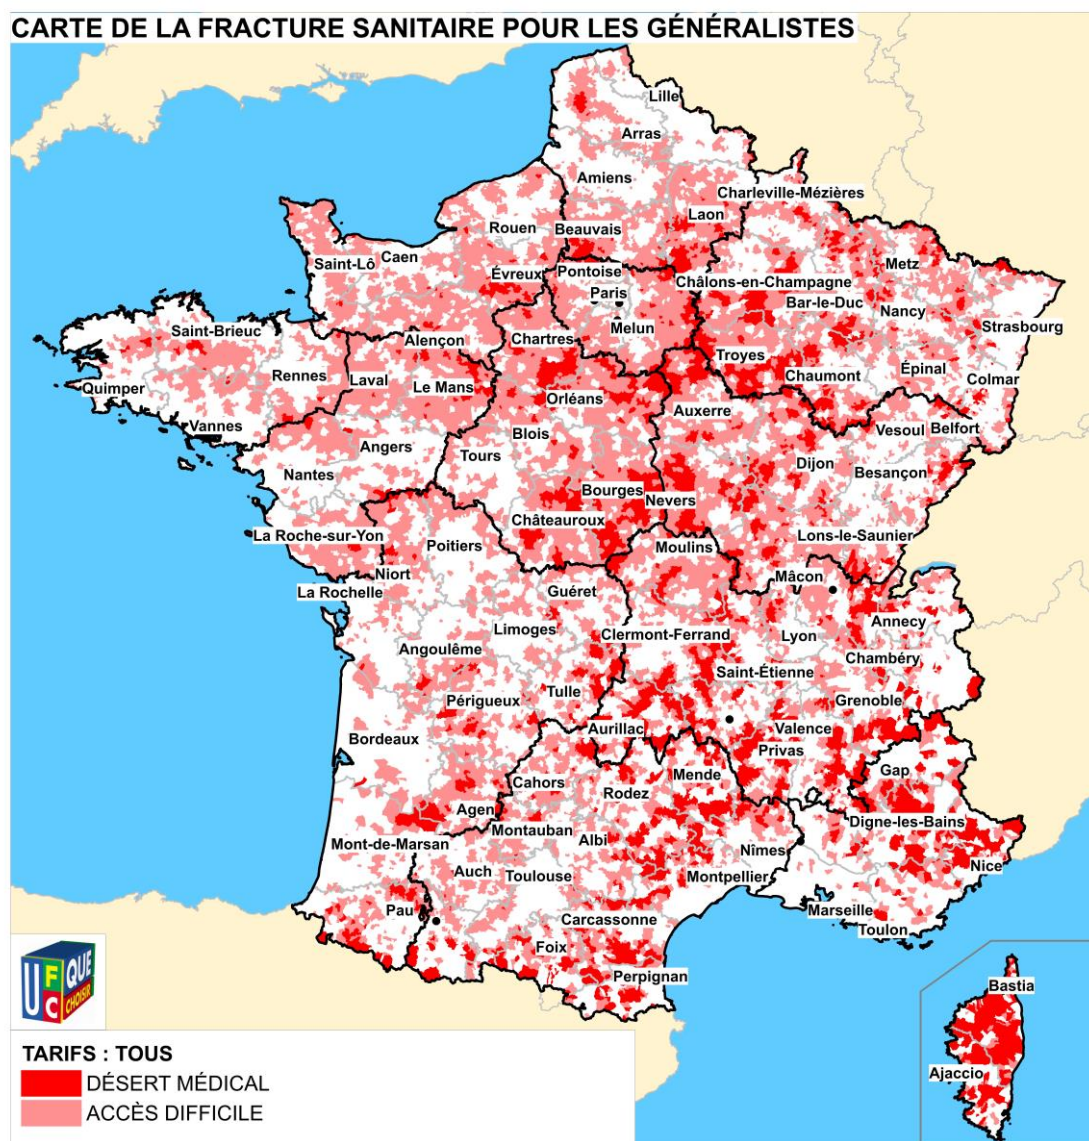 CARTE DE LA FRACTURE SANITAIRE POUR LES GÉNÉRALISTES
Lille
Arras
Amiens
Charleville-Mézières
Laon
Rouen
Beauvais
Saint-Lô
Caen
Metz
Évreux
Pontoise
Châlons-en-Champagne
Paris
Bar-le-Duc
Nancy
Strasbourg
Saint-Brieuc
Melun
Alençon
Chartres
Troyes
Épinal
Rennes
Laval
Le Mans
Chaumont
Colmar
Quimper
Orléans
Auxerre
Vannes
Vesoul
Belfort
Angers
Blois
Tours
Dijon
Besançon
Nantes
Bourges
Nevers
Châteauroux
La Roche-sur-Yon
Lons-le-Saunier
Poitiers
Moulins
Niort
Mâcon
La Rochelle
Guéret
Annecy
Limoges
Clermont-Ferrand
Lyon
Angoulême
Chambéry
Saint-Étienne
Périgueux
Tulle
Grenoble
Aurillac
Valence
Bordeaux
Privas
Mende
Gap
Cahors
Rodez
Agen
Digne-les-Bains
Montauban
Albi
Mont-de-Marsan
Nîmes
Auch
Toulouse
Nice
Montpellier
Pau
Marseille
Carcassonne
Toulon
Foix
Perpignan
Bastia
Ajaccio
UFC
QUE
CHOISIR
TARIFS : TOUS
DÉSERT MÉDICAL
ACCÈS DIFFICILE